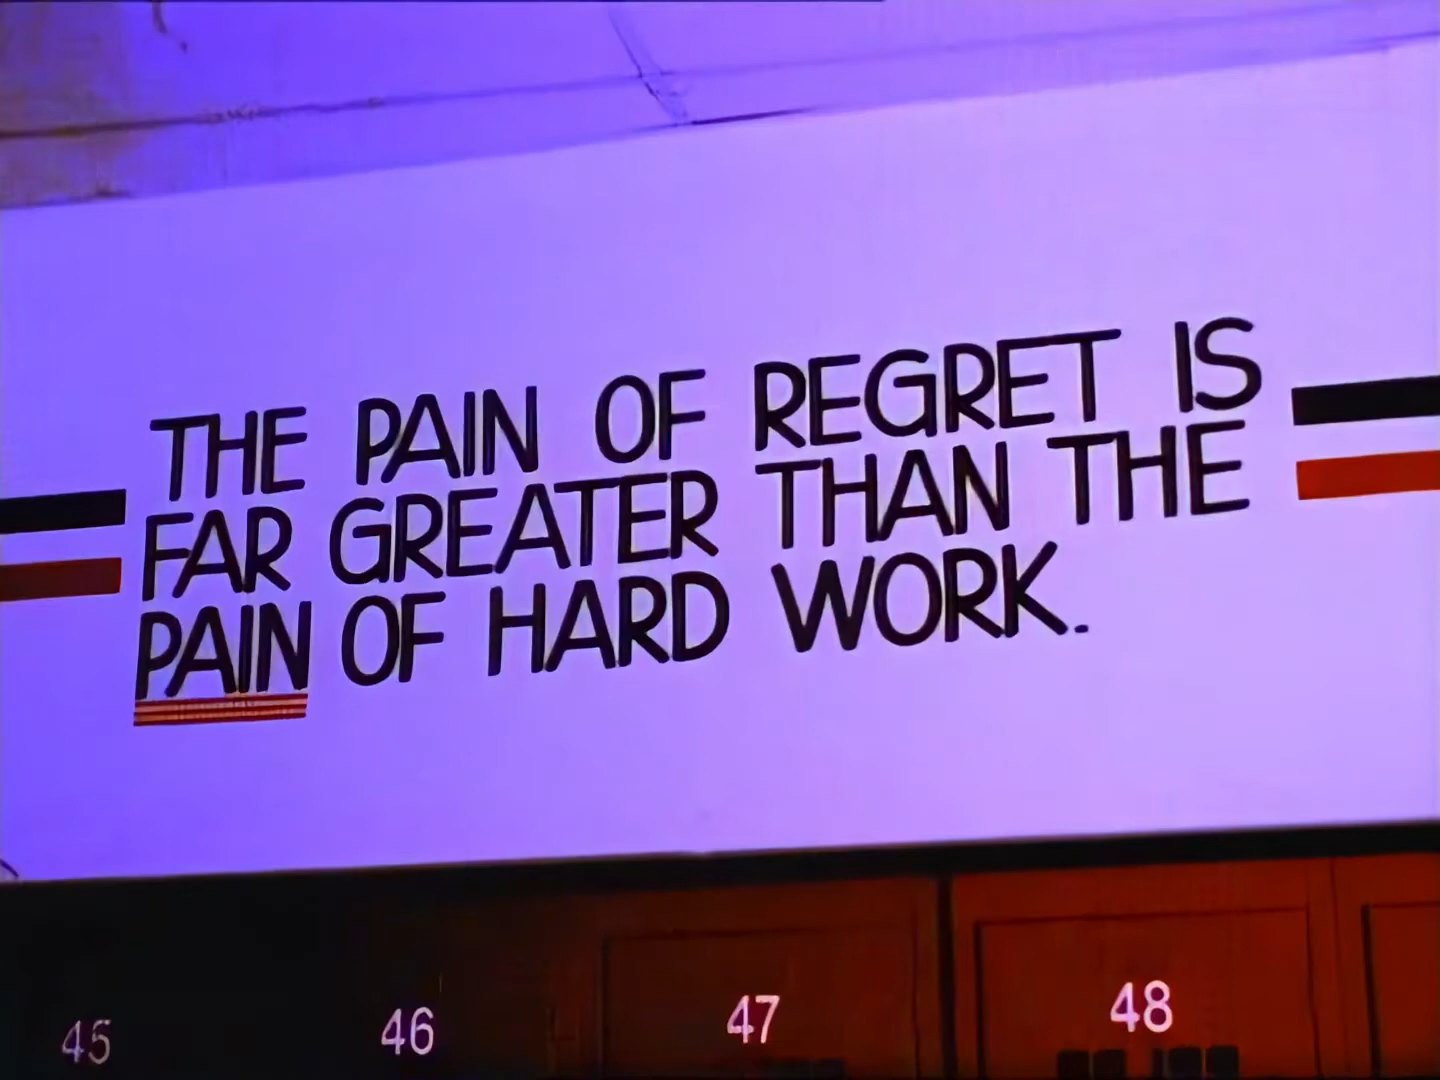 THE PAIN OF REGRET IS
FAR GREATER THAN THE
PAIN OF HARD WORK.
45 46 47 48